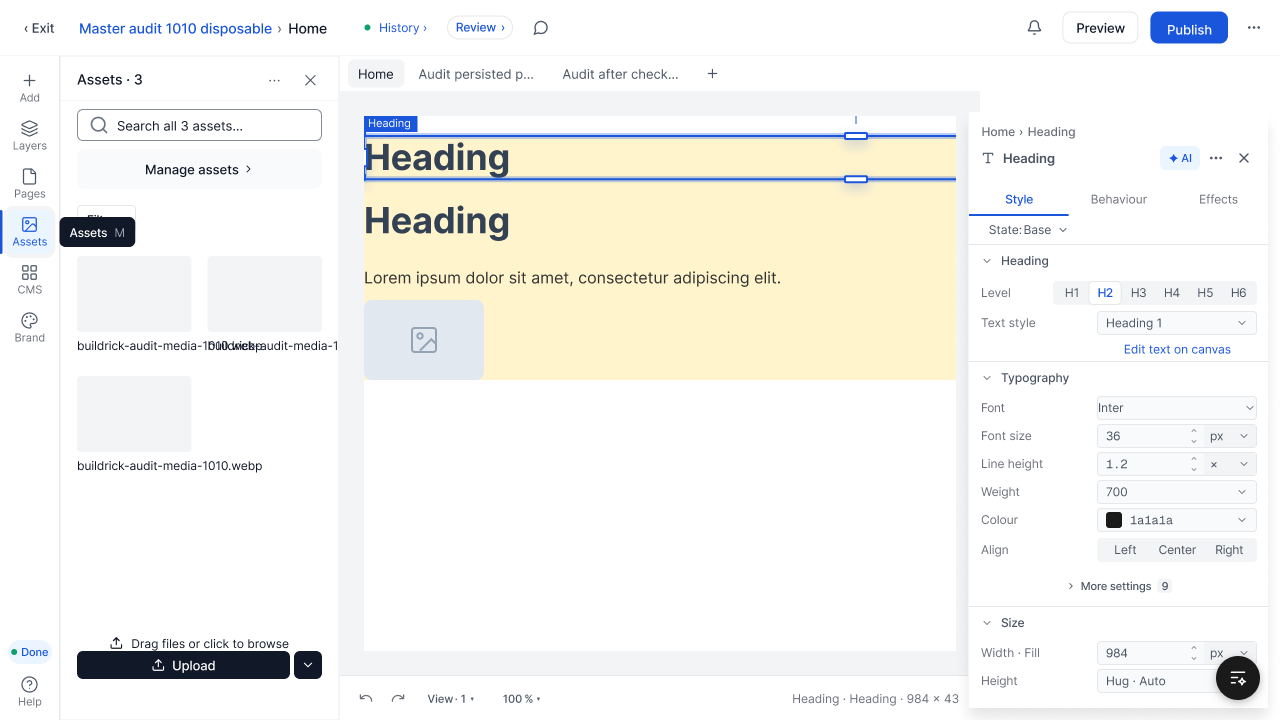 ‹ Exit
Master audit 1010 disposable › Home
History ›
Review ›
Preview
Publish
Add
Layers
Pages
Assets
CMS
Brand
Done
Help
Assets · 3
Search all 3 assets...
Manage assets ›
Assets M
buildrick-audit-media-1010.webp
buildrick-audit-media-1
buildrick-audit-media-1010.webp
Drag files or click to browse
Upload
Home
Audit persisted p...
Audit after check...
Heading
Heading
Heading
Lorem ipsum dolor sit amet, consectetur adipiscing elit.
View · 1
100 %
Heading · Heading · 984 × 43
Home › Heading
Heading
AI
Style
Behaviour
Effects
State: Base
Heading
Level
H1 H2 H3 H4 H5 H6
Text style
Heading 1
Edit text on canvas
Typography
Font
Inter
Font size
36
px
Line height
1.2
×
Weight
700
Colour
1a1a1a
Align
Left Center Right
More settings 9
Size
Width · Fill
984
px
Height
Hug · Auto